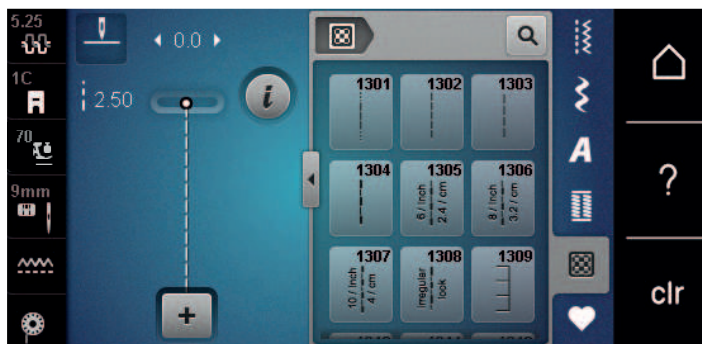 5.25
1C
70
9mm
0.0
2.50
i
+
1301 1302 1303
1304 1305 1306
6 / Inch
2.4 / cm
8 / Inch
3.2 / cm
1307 1308 1309
10 / Inch
4 / cm
irregular
look
A
?
clr